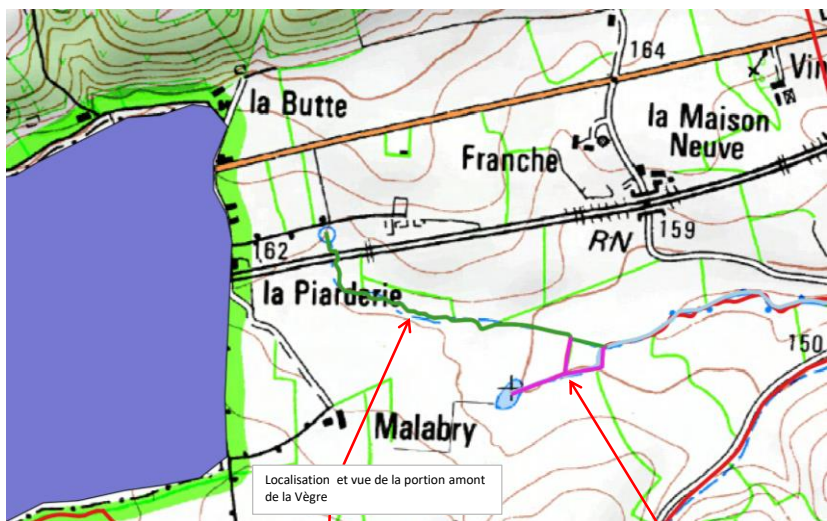 164
Vin
la Butte
la Maison
Neuve
Franche
RN
159
162
la Piarderie
150
Malabry
Localisation et vue de la portion amont
de la Vègre